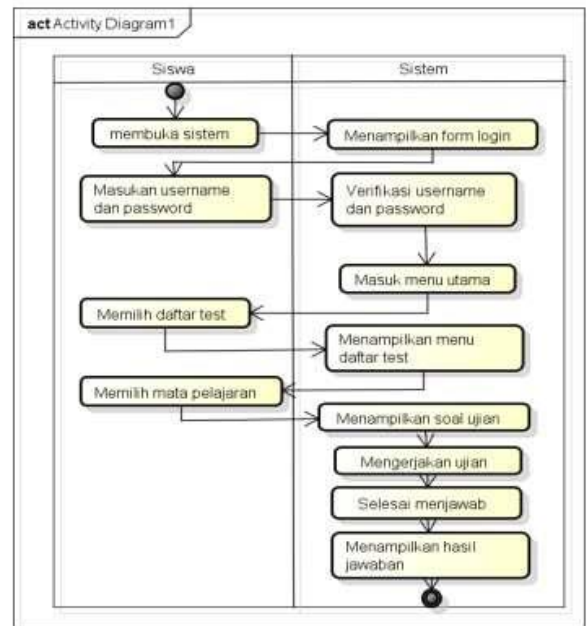 act Activity Diagram1
Siswa
Sistem
membuka sistem
Menampilkan form login
Masukan username
dan password
Verifikasi username
dan password
Masuk menu utama
Memilih daftar test
Menampilkan menu
daftar test
Memilih mata pelajaran
Menampilkan soal ujian
Mengerjakan ujian
Selesai menjawab
Menampilkan hasil
jawaban